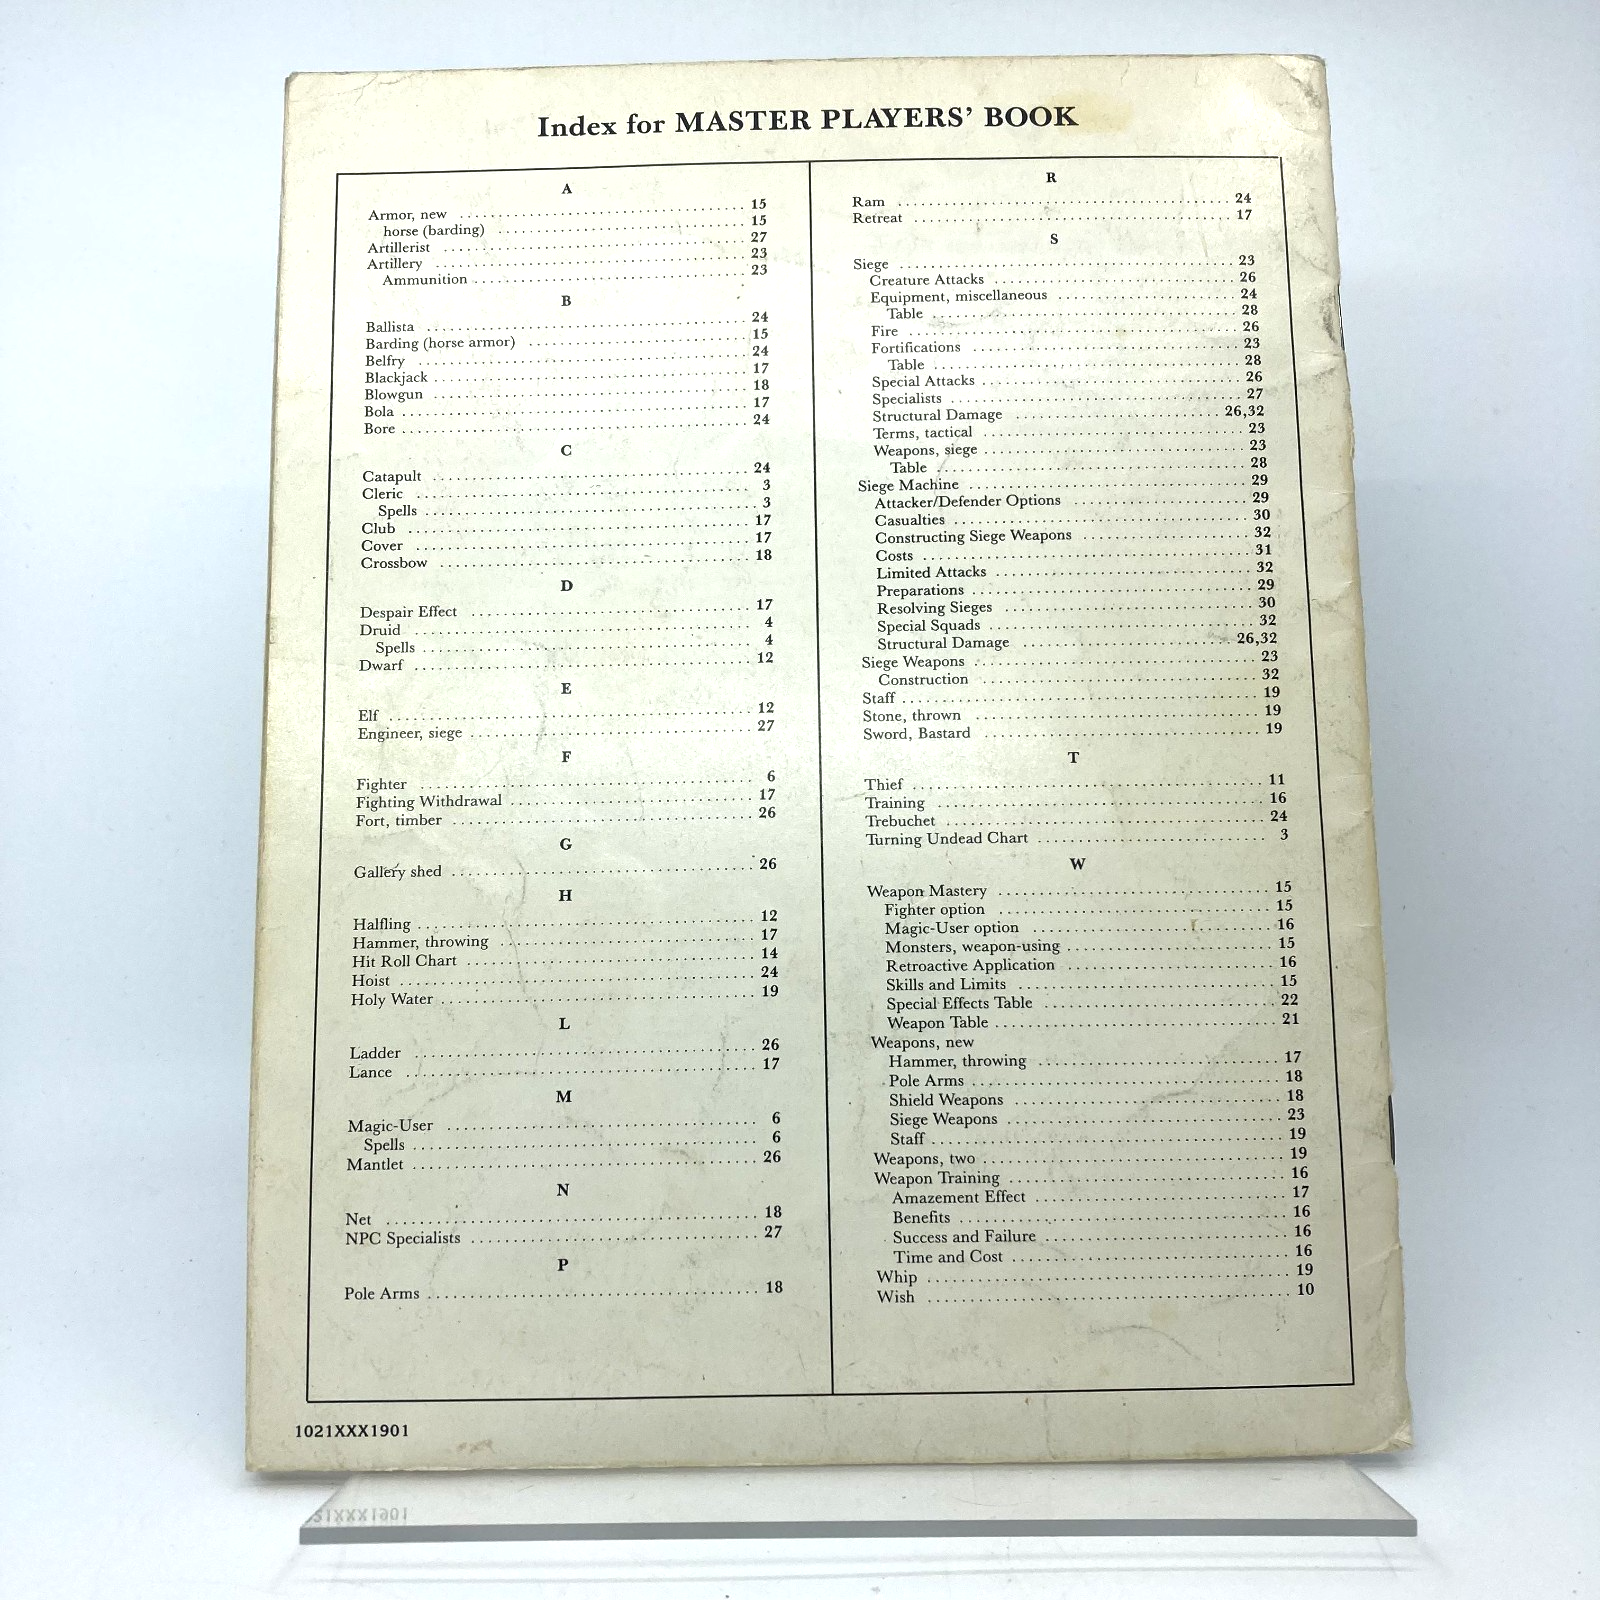 Index for MASTER PLAYERS' BOOK
A
Armor, new 15
horse (barding) 15
Artillerist 27
Artillery 23
Ammunition 23
B
Ballista 24
Barding (horse armor) 15
Belfry 24
Blackjack 17
Blowgun 18
Bola 17
Bore 24
C
Catapult 24
Cleric 3
Spells 3
Club 17
Cover 17
Crossbow 18
D
Despair Effect 17
Druid 4
Spells 4
Dwarf 12
E
Elf 12
Engineer, siege 27
F
Fighter 6
Fighting Withdrawal 17
Fort, timber 26
G
Gallery shed 26
H
Halfling 12
Hammer, throwing 17
Hit Roll Chart 14
Hoist 24
Holy Water 19
L
Ladder 26
Lance 17
M
Magic-User 6
Spells 6
Mantlet 26
N
Net 18
NPC Specialists 27
P
Pole Arms 18
R
Ram 24
Retreat 17
S
Siege 23
Creature Attacks 26
Equipment, miscellaneous 24
Table 28
Fire 26
Fortifications 23
Table 28
Special Attacks 26
Specialists 27
Structural Damage 26,32
Terms, tactical 23
Weapons, siege 23
Table 28
Siege Machine 29
Attacker/Defender Options 29
Casualties 30
Constructing Siege Weapons 32
Costs 31
Limited Attacks 32
Preparations 29
Resolving Sieges 30
Special Squads 32
Structural Damage 26,32
Siege Weapons 23
Construction 32
Staff 19
Stone, thrown 19
Sword, Bastard 19
T
Thief 11
Training 16
Trebuchet 24
Turning Undead Chart 3
W
Weapon Mastery 15
Fighter option 15
Magic-User option 16
Monsters, weapon-using 15
Retroactive Application 16
Skills and Limits 15
Special Effects Table 22
Weapon Table 21
Weapons, new
Hammer, throwing 17
Pole Arms 18
Shield Weapons 18
Siege Weapons 23
Staff 19
Weapons, two 19
Weapon Training 16
Amazement Effect 17
Benefits 16
Success and Failure 16
Time and Cost 16
Whip 19
Wish 10
1021XXX1901